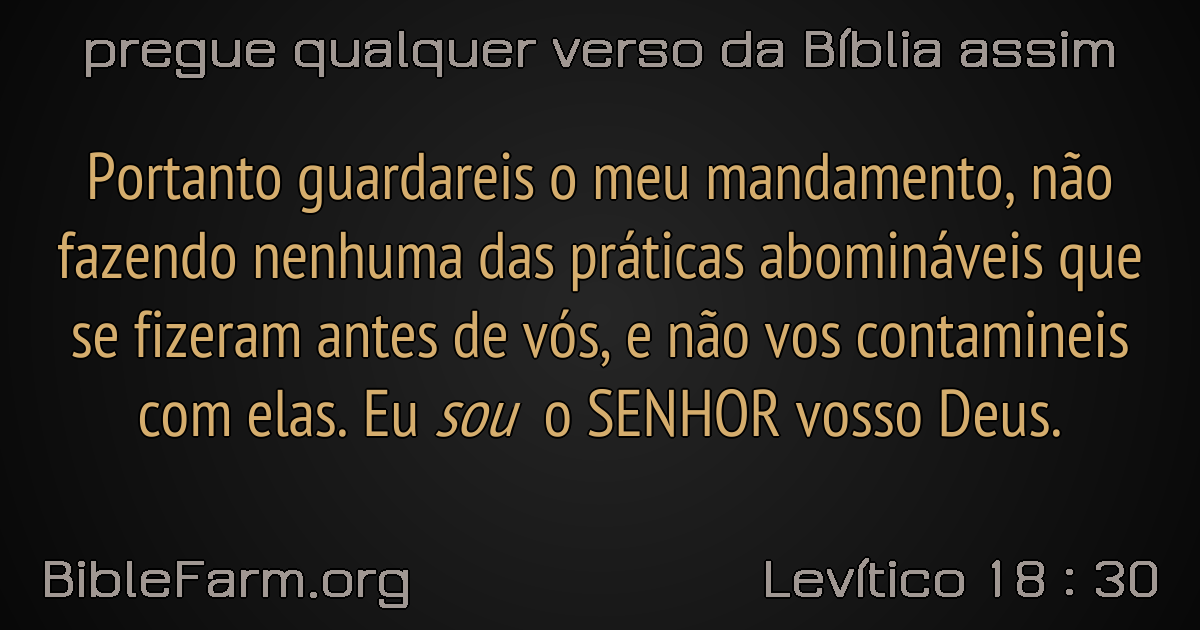 pregue qualquer verso da Bíblia assim
Portanto guardareis o meu mandamento, não
fazendo nenhuma das práticas abomináveis que
se fizeram antes de vós, e não vos contamineis
com elas. Eu sou o SENHOR vosso Deus.
BibleFarm.org
Levítico 18 : 30